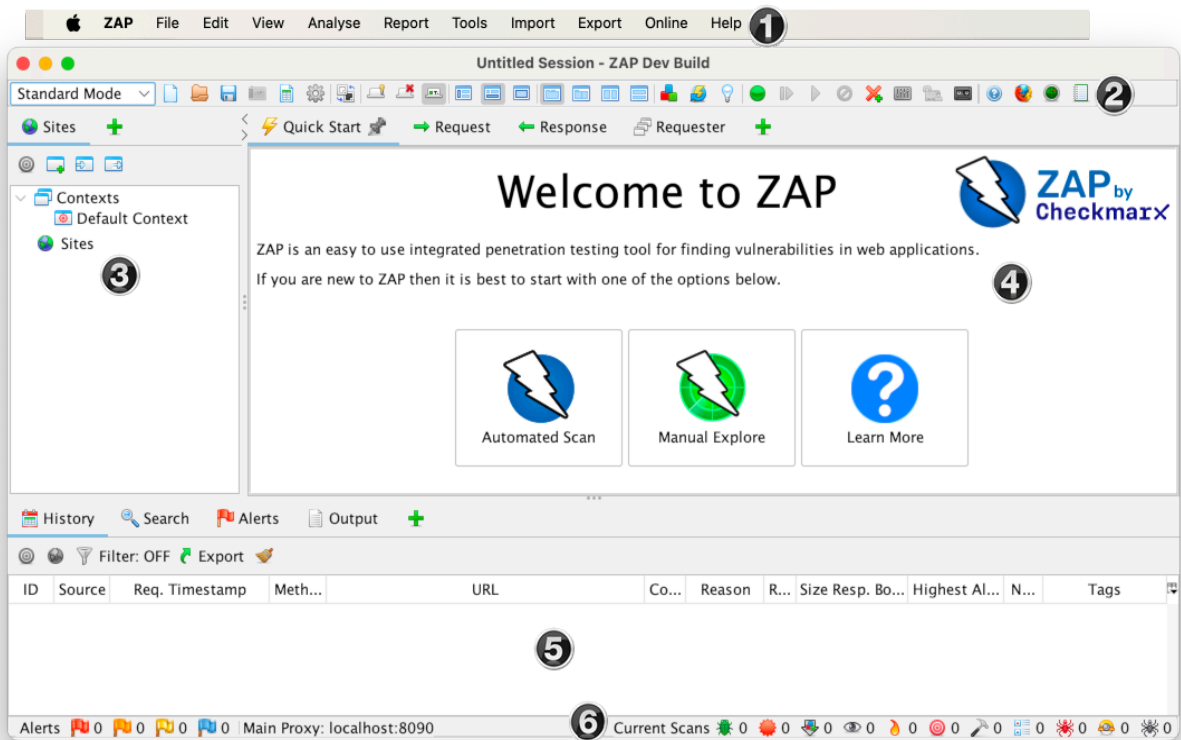 ZAP File Edit View Analyse Report Tools Import Export Online Help 1
Untitled Session - ZAP Dev Build
Standard Mode 2
Sites Quick Start Request Response Requester
Contexts
Default Context
Sites
3
Welcome to ZAP
ZAP by
Checkmarx
ZAP is an easy to use integrated penetration testing tool for finding vulnerabilities in web applications.
If you are new to ZAP then it is best to start with one of the options below.
4
Automated Scan Manual Explore Learn More
History Search Alerts Output
Filter: OFF Export
ID Source Req. Timestamp Meth... URL Co... Reason R... Size Resp. Bo... Highest Al... N... Tags
5
6
Alerts 0 0 0 0 Main Proxy: localhost:8090 Current Scans 0 0 0 0 0 0 0 0 0 0 0